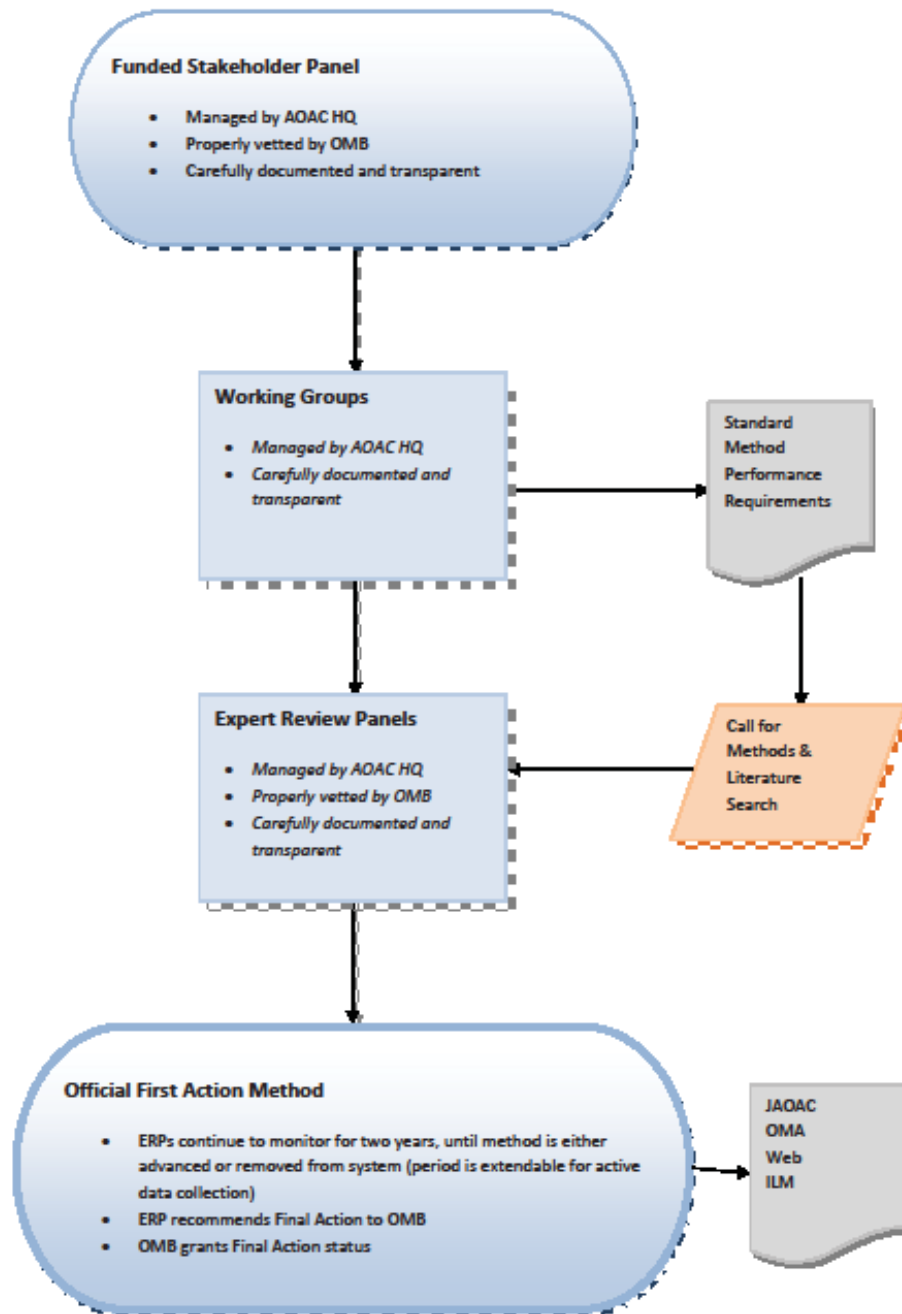 Funded Stakeholder Panel
• Managed by AOAC HQ
• Properly vetted by OMB
• Carefully documented and transparent
Working Groups
• Managed by AOAC HQ
• Carefully documented and
transparent
Standard
Method
Performance
Requirements
Expert Review Panels
• Managed by AOAC HQ
• Properly vetted by OMB
• Carefully documented and
transparent
Call for
Methods &
Literature
Search
Official First Action Method
• ERPs continue to monitor for two years, until method is either
advanced or removed from system (period is extendable for active
data collection)
• ERP recommends Final Action to OMB
• OMB grants Final Action status
JAOAC
OMA
Web
ILM